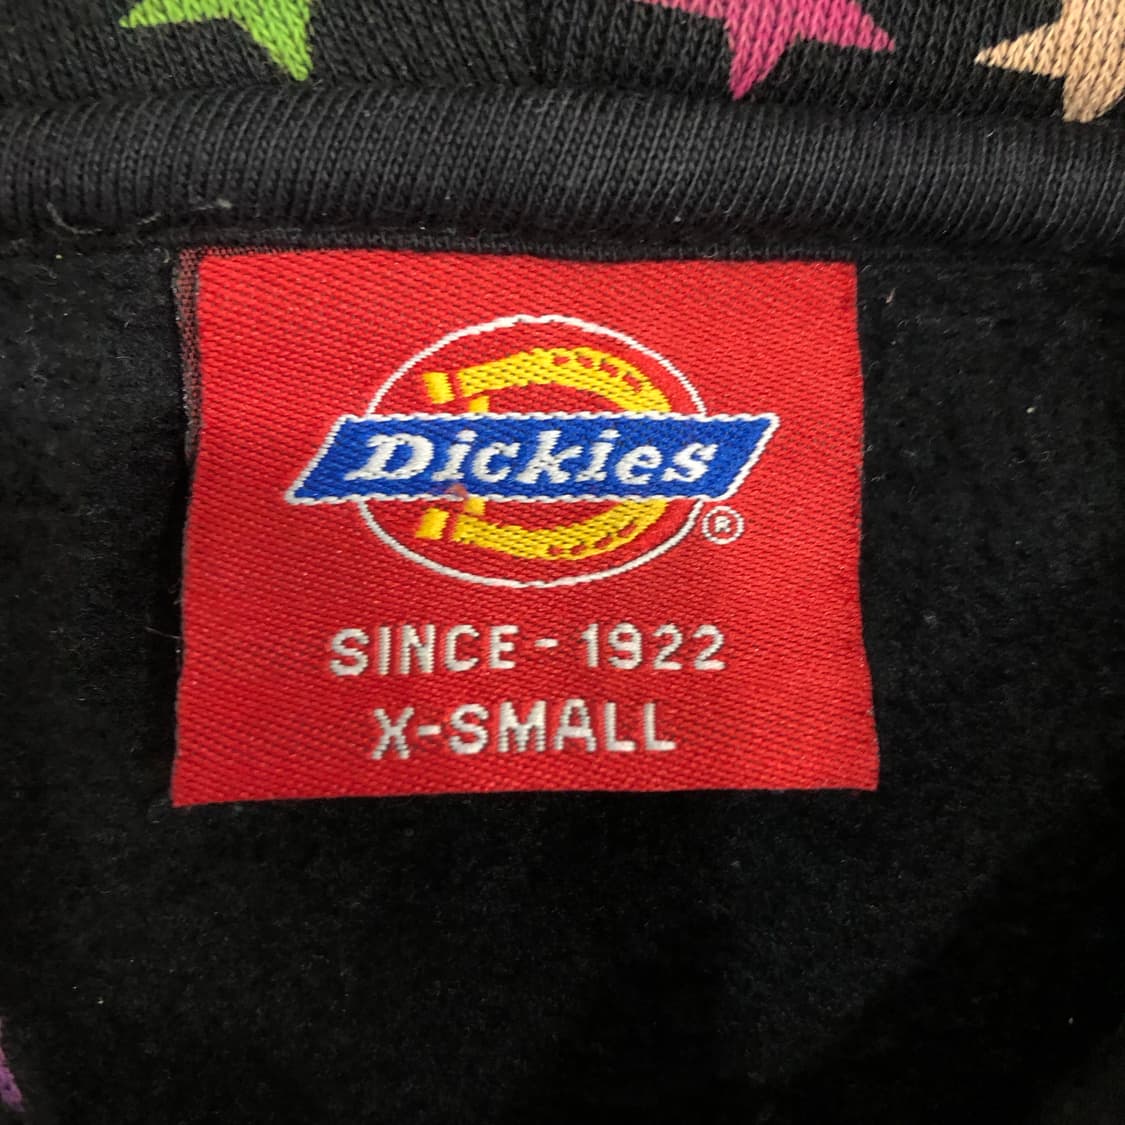 Dickies
®
SINCE - 1922
X-SMALL